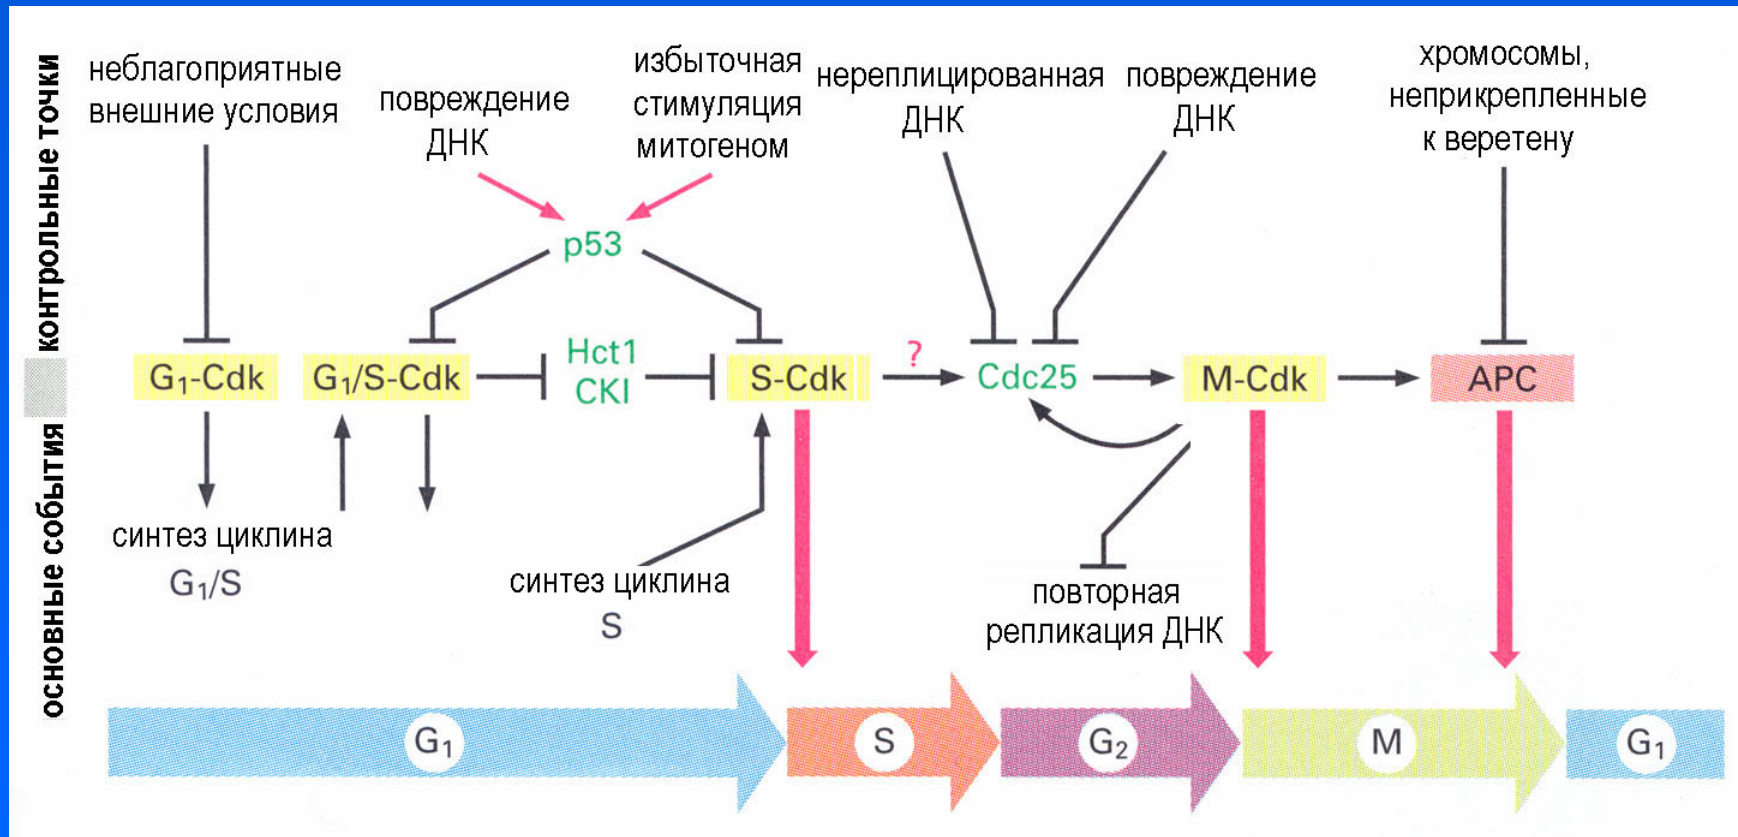 контрольные точки
основные события
неблагоприятные
внешние условия
повреждение
ДНК
избыточная
стимуляция
митогеном
нереплицированная
ДНК
повреждение
ДНК
хромосомы,
неприкрепленные
к веретену
p53
G₁-Cdk
G₁/S-Cdk
Hct1
CKI
S-Cdk
?
Cdc25
M-Cdk
APC
синтез циклина
G₁/S
синтез циклина
S
повторная
репликация ДНК
G₁
S
G₂
M
G₁